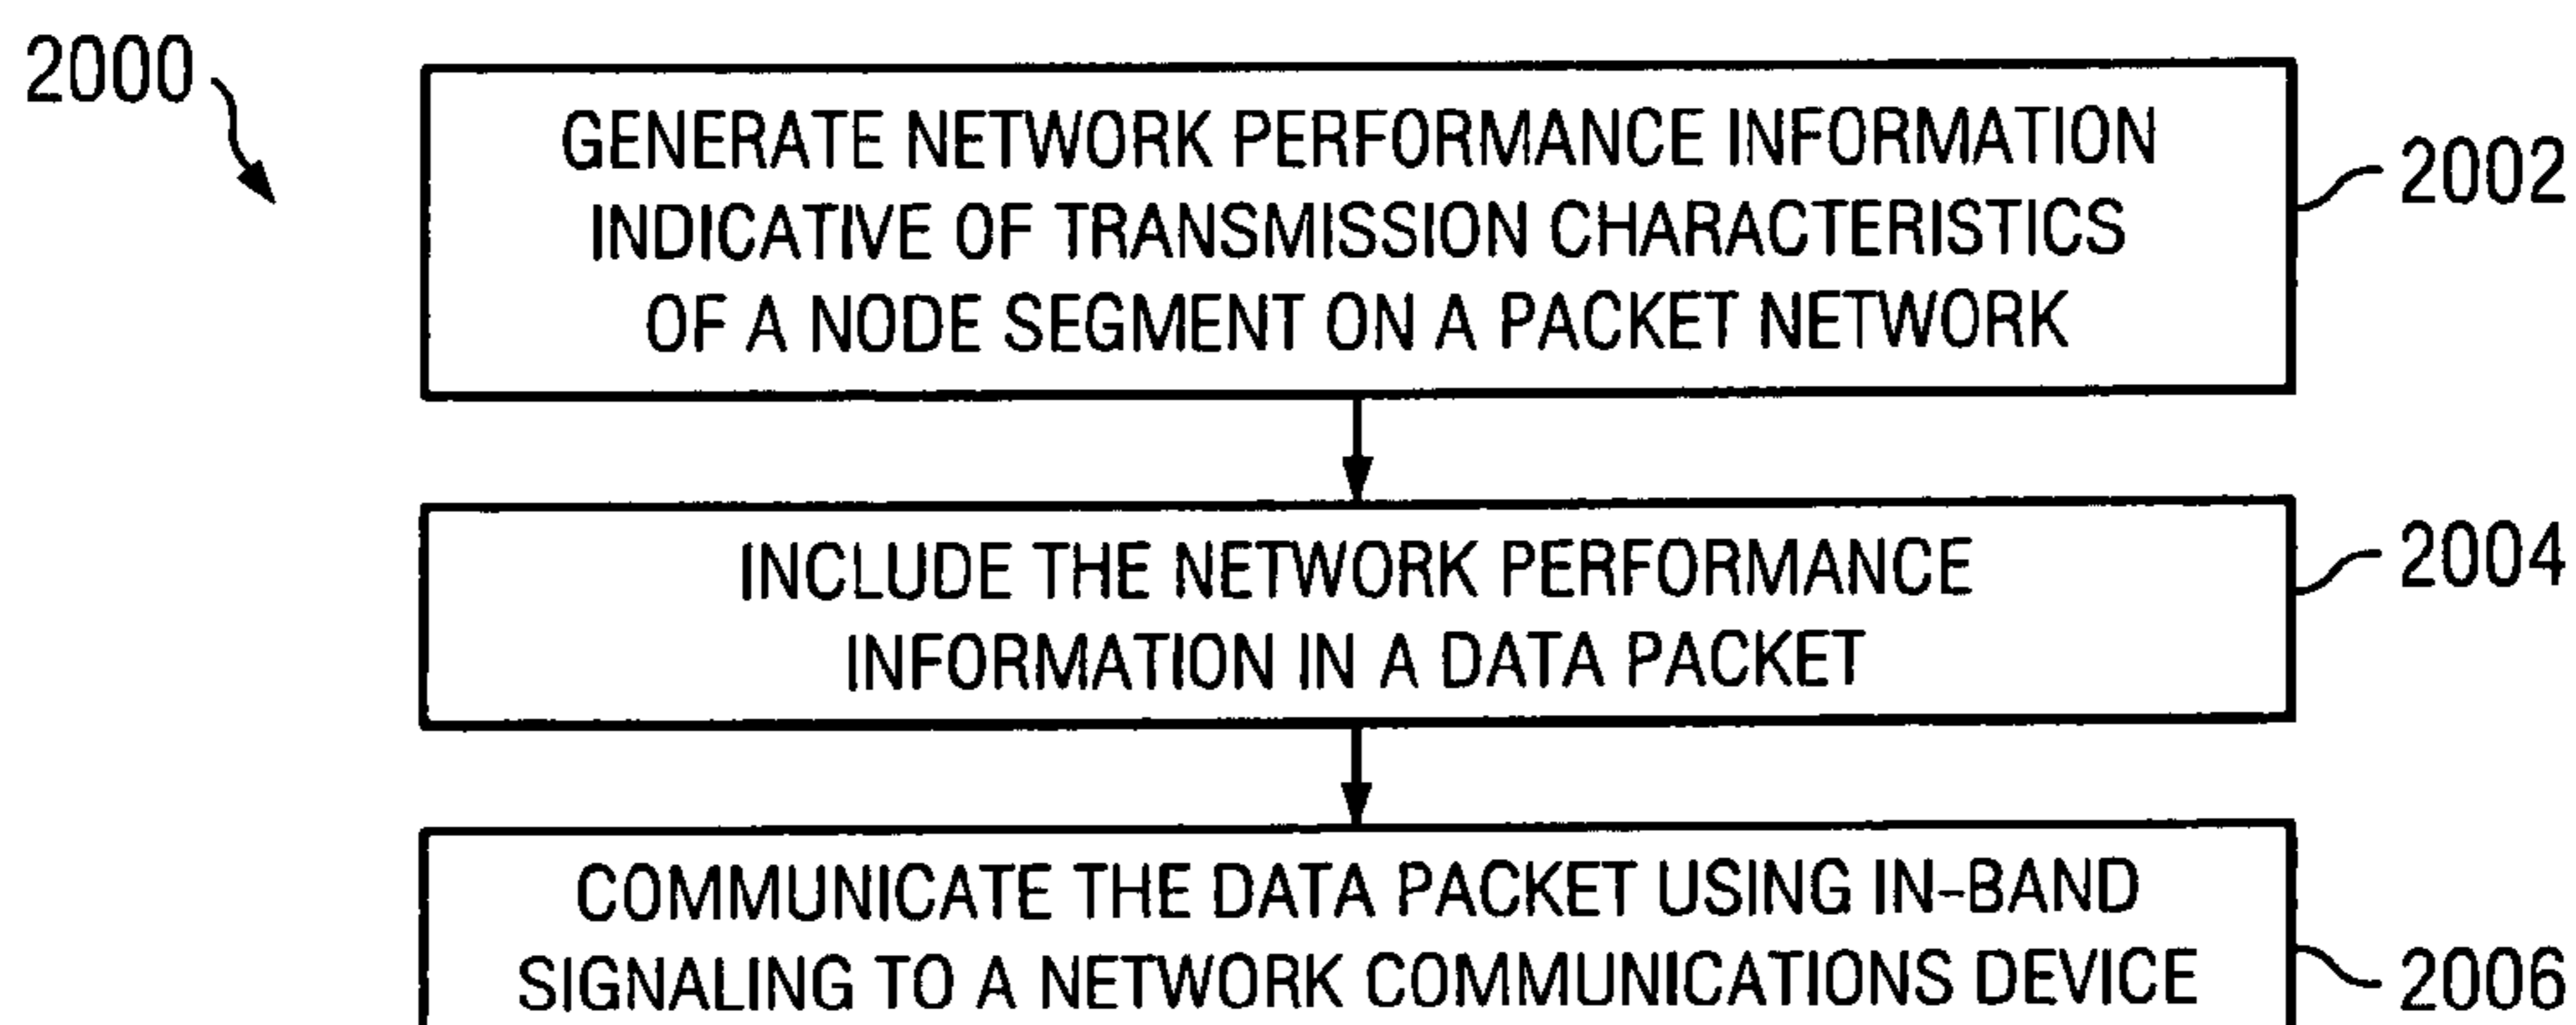 2000
GENERATE NETWORK PERFORMANCE INFORMATION
INDICATIVE OF TRANSMISSION CHARACTERISTICS
OF A NODE SEGMENT ON A PACKET NETWORK
2002
INCLUDE THE NETWORK PERFORMANCE
INFORMATION IN A DATA PACKET
2004
COMMUNICATE THE DATA PACKET USING IN-BAND
SIGNALING TO A NETWORK COMMUNICATIONS DEVICE
2006